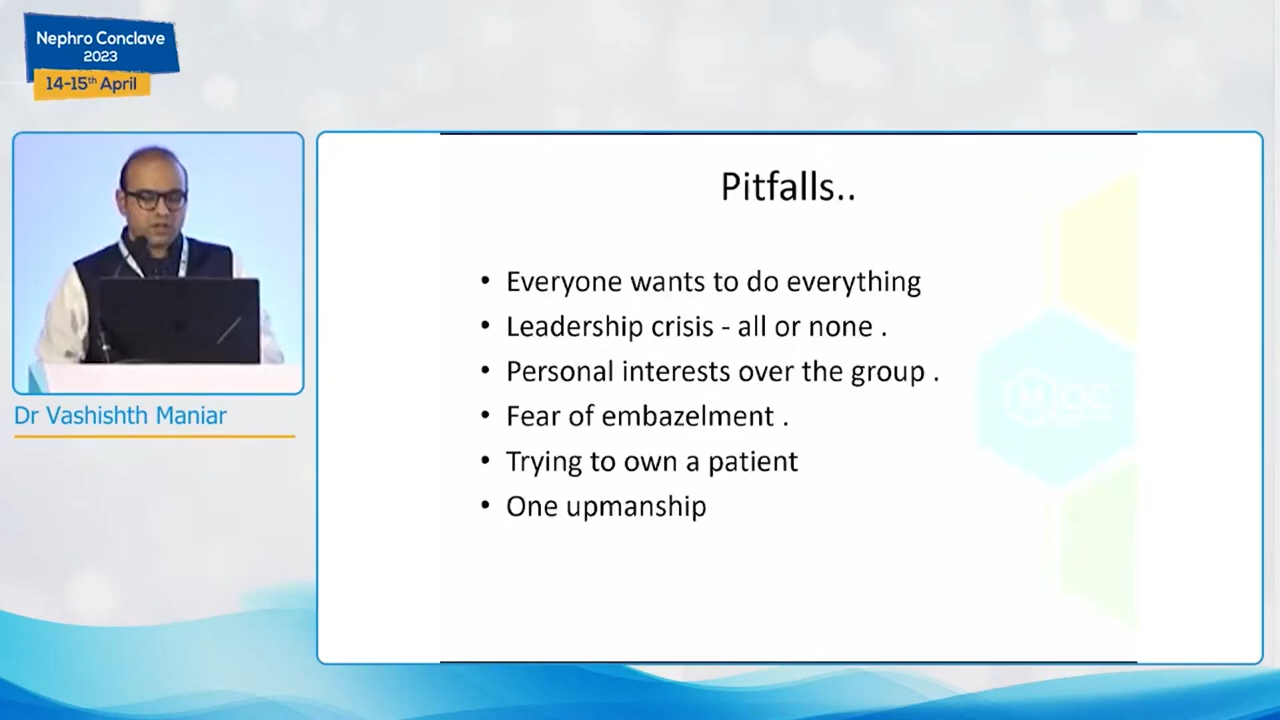 Nephro Conclave
2023
14-15th April
Dr Vashishth Maniar
Pitfalls..
• Everyone wants to do everything
• Leadership crisis - all or none .
• Personal interests over the group .
• Fear of embazelment .
• Trying to own a patient
• One upmanship
MOC